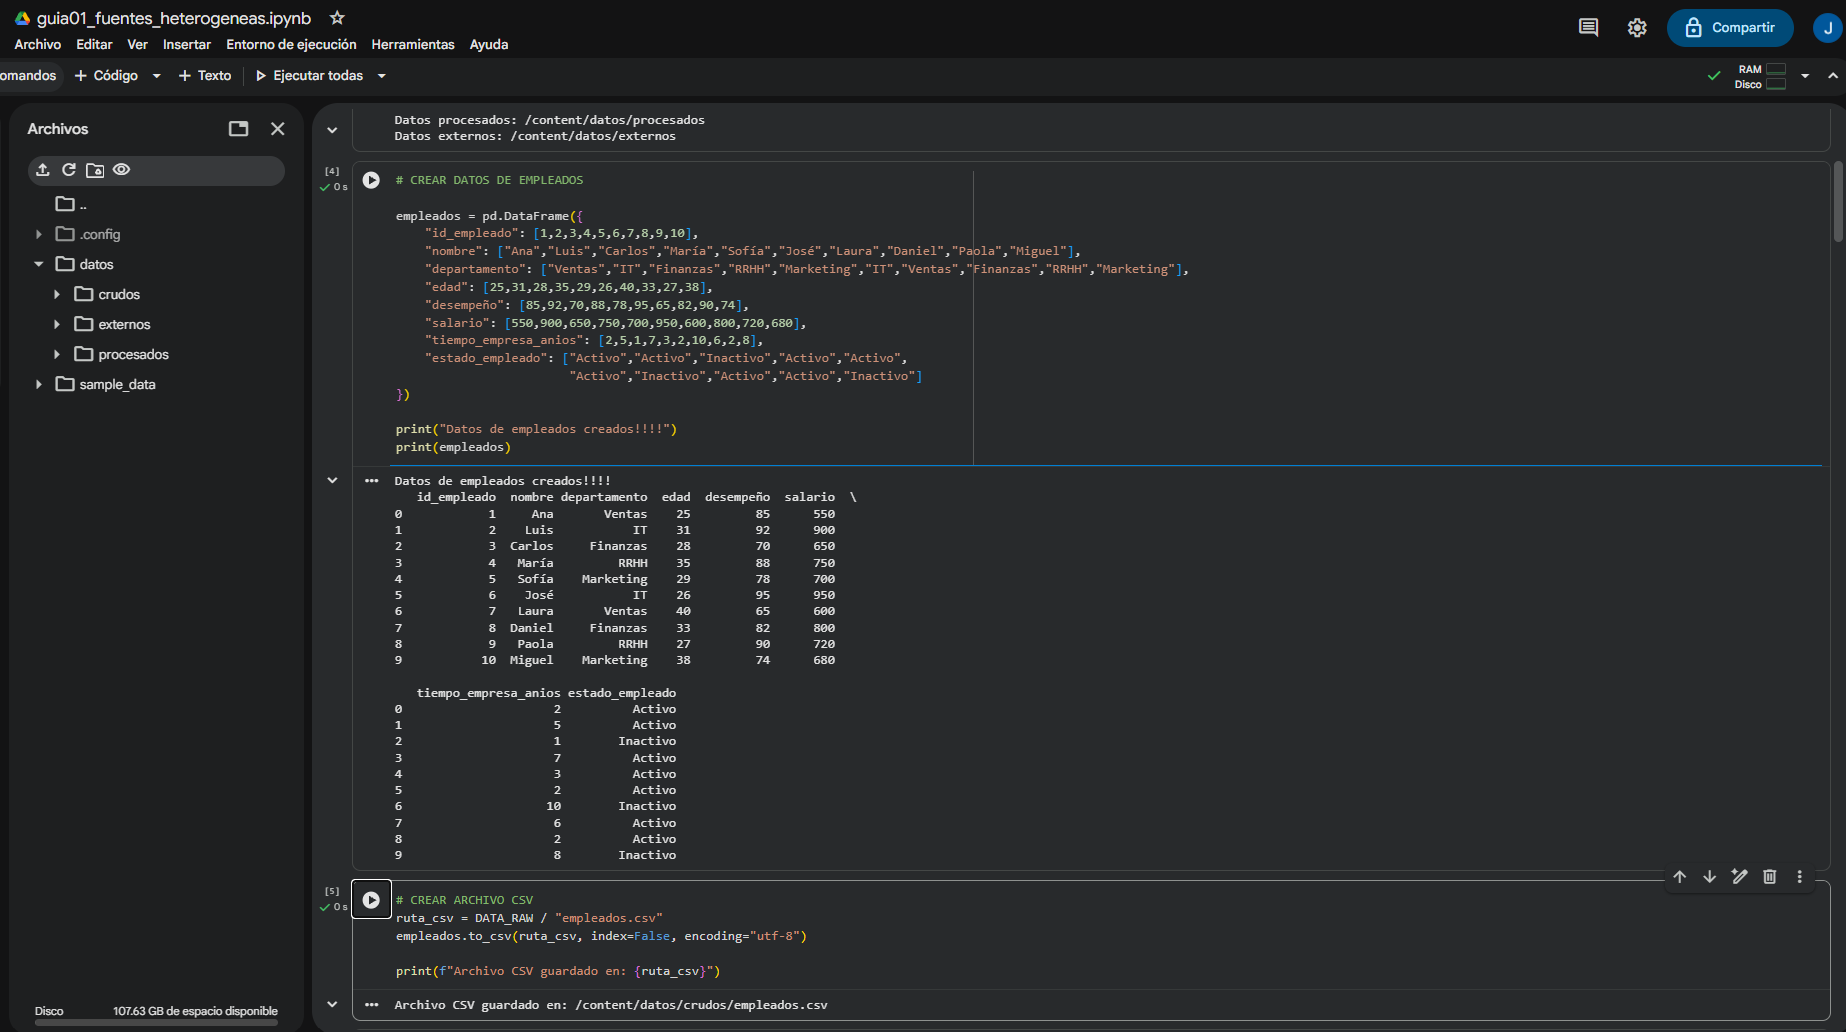 guia01_fuentes_heterogeneas.ipynb
Archivo Editar Ver Insertar Entorno de ejecución Herramientas Ayuda
Compartir
J
omandos + Código + Texto Ejecutar todas
RAM
Disco
Archivos
..
.config
datos
crudos
externos
procesados
sample_data
Disco 107.63 GB de espacio disponible
Datos procesados: /content/datos/procesados
Datos externos: /content/datos/externos
[4]
0 s
# CREAR DATOS DE EMPLEADOS
empleados = pd.DataFrame({
    "id_empleado": [1,2,3,4,5,6,7,8,9,10],
    "nombre": ["Ana","Luis","Carlos","María","Sofía","José","Laura","Daniel","Paola","Miguel"],
    "departamento": ["Ventas","IT","Finanzas","RRHH","Marketing","IT","Ventas","Finanzas","RRHH","Marketing"],
    "edad": [25,31,28,35,29,26,40,33,27,38],
    "desempeño": [85,92,70,88,78,95,65,82,90,74],
    "salario": [550,900,650,750,700,950,600,800,720,680],
    "tiempo_empresa_anios": [2,5,1,7,3,2,10,6,2,8],
    "estado_empleado": ["Activo","Activo","Inactivo","Activo","Activo",
                        "Activo","Inactivo","Activo","Activo","Inactivo"]
})
print("Datos de empleados creados!!!!")
print(empleados)
Datos de empleados creados!!!!
   id_empleado  nombre departamento  edad  desempeño  salario  \
0            1     Ana       Ventas    25         85      550
1            2    Luis           IT    31         92      900
2            3  Carlos     Finanzas    28         70      650
3            4   María         RRHH    35         88      750
4            5   Sofía    Marketing    29         78      700
5            6    José           IT    26         95      950
6            7   Laura       Ventas    40         65      600
7            8  Daniel     Finanzas    33         82      800
8            9   Paola         RRHH    27         90      720
9           10  Miguel    Marketing    38         74      680
   tiempo_empresa_anios estado_empleado
0                     2          Activo
1                     5          Activo
2                     1        Inactivo
3                     7          Activo
4                     3          Activo
5                     2          Activo
6                    10        Inactivo
7                     6          Activo
8                     2          Activo
9                     8        Inactivo
[5]
0 s
# CREAR ARCHIVO CSV
ruta_csv = DATA_RAW / "empleados.csv"
empleados.to_csv(ruta_csv, index=False, encoding="utf-8")
print(f"Archivo CSV guardado en: {ruta_csv}")
Archivo CSV guardado en: /content/datos/crudos/empleados.csv